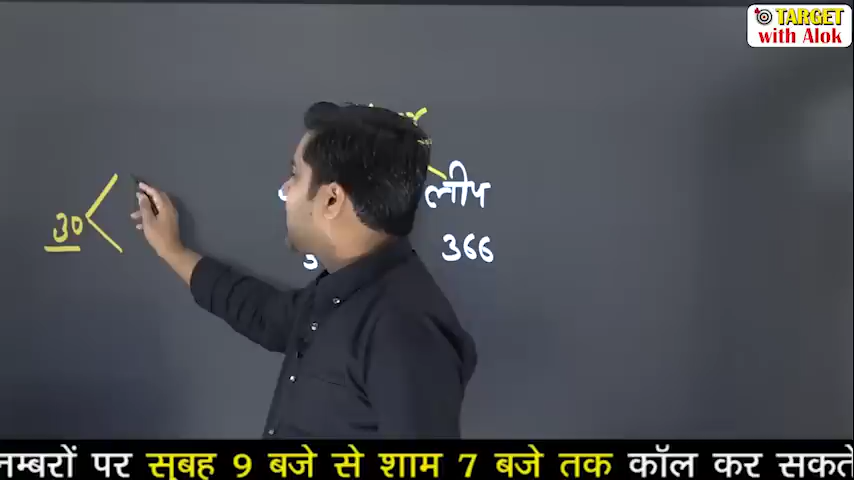 TARGET
with Alok
लीप
30
366
नम्बरों पर सुबह 9 बजे से शाम 7 बजे तक कॉल कर सकते